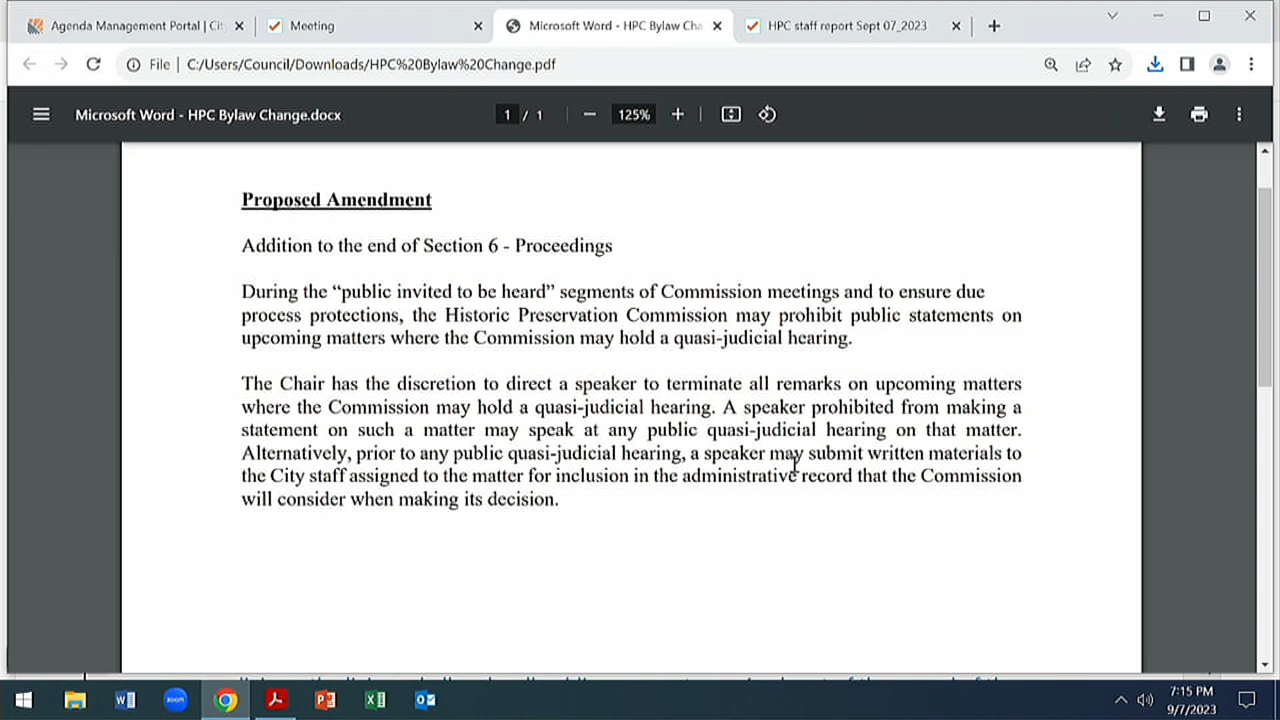 Agenda Management Portal | Cit
Meeting
Microsoft Word - HPC Bylaw Cha
HPC staff report Sept 07_2023
File | C:/Users/Council/Downloads/HPC%20Bylaw%20Change.pdf
Microsoft Word - HPC Bylaw Change.docx
1 / 1
125%
Proposed Amendment
Addition to the end of Section 6 - Proceedings
During the “public invited to be heard” segments of Commission meetings and to ensure due
process protections, the Historic Preservation Commission may prohibit public statements on
upcoming matters where the Commission may hold a quasi-judicial hearing.
The Chair has the discretion to direct a speaker to terminate all remarks on upcoming matters
where the Commission may hold a quasi-judicial hearing. A speaker prohibited from making a
statement on such a matter may speak at any public quasi-judicial hearing on that matter.
Alternatively, prior to any public quasi-judicial hearing, a speaker may submit written materials to
the City staff assigned to the matter for inclusion in the administrative record that the Commission
will consider when making its decision.
zoom
7:15 PM
9/7/2023